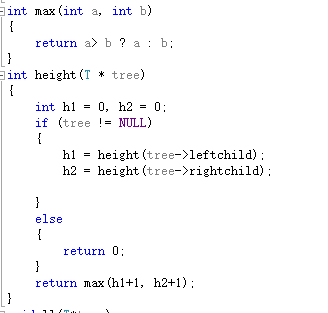 int max(int a, int b)
{
    return a> b ? a : b;
}
int height(T * tree)
{
    int h1 = 0, h2 = 0;
    if (tree != NULL)
    {
        h1 = height(tree->leftchild);
        h2 = height(tree->rightchild);

    }
    else
    {
        return 0;
    }
    return max(h1+1, h2+1);
}